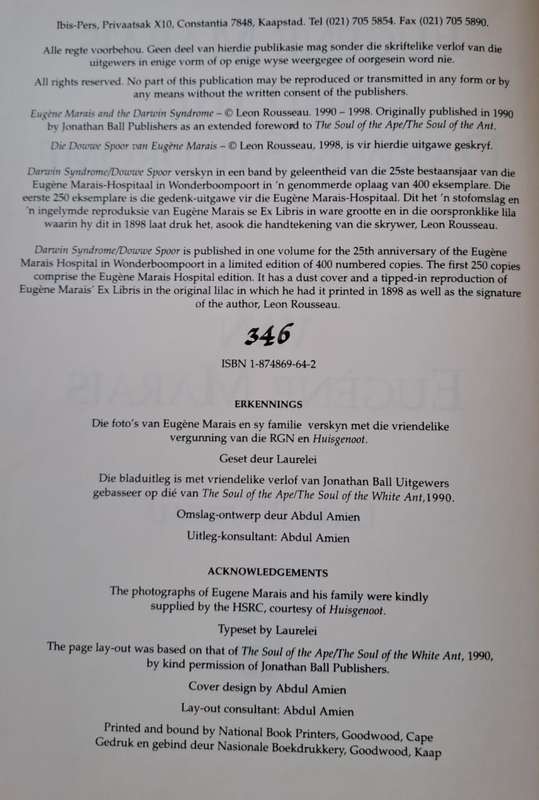 Ibis-Pers, Privaatsak X10, Constantia 7848, Kaapstad. Tel (021) 705 5854. Fax (021) 705 5890.
Alle regte voorbehou. Geen deel van hierdie publikasie mag sonder die skriftelike verlof van die
uitgewers in enige vorm of op enige wyse weergegee of oorgesein word nie.
All rights reserved. No part of this publication may be reproduced or transmitted in any form or by
any means without the written consent of the publishers.
Eugène Marais and the Darwin Syndrome – © Leon Rousseau. 1990 – 1998. Originally published in 1990
by Jonathan Ball Publishers as an extended foreword to The Soul of the Ape/The Soul of the Ant.
Die Dowwe Spoor van Eugène Marais – © Leon Rousseau, 1998, is vir hierdie uitgawe geskryf.
Darwin Syndrome/Dowwe Spoor verskyn in een band by geleentheid van die 25ste bestaansjaar van die
Eugène Marais-Hospitaal in Wonderboompoort in 'n genommerde oplaag van 400 eksemplare. Die
eerste 250 eksemplare is die gedenk-uitgawe vir die Eugène Marais-Hospitaal. Dit het 'n stofomslag en
'n ingelymde reproduksie van Eugène Marais se Ex Libris in ware grootte en in die oorspronklike lila
waarin hy dit in 1898 laat druk het, asook die handtekening van die skrywer, Leon Rousseau.
Darwin Syndrome/Douwe Spoor is published in one volume for the 25th anniversary of the Eugène
Marais Hospital in Wonderboompoort in a limited edition of 400 numbered copies. The first 250 copies
comprise the Eugène Marais Hospital edition. It has a dust cover and a tipped-in reproduction of
Eugène Marais' Ex Libris in the original lilac in which he had it printed in 1898 as well as the signature
of the author, Leon Rousseau.
346
ISBN 1-874869-64-2
ERKENNINGS
Die foto's van Eugène Marais en sy familie verskyn met die vriendelike
vergunning van die RGN en Huisgenoot.
Geset deur Laurelei
Die bladuitleg is met vriendelike verlof van Jonathan Ball Uitgewers
gebasseer op dié van The Soul of the Ape/The Soul of the White Ant,1990.
Omslag-ontwerp deur Abdul Amien
Uitleg-konsultant: Abdul Amien
ACKNOWLEDGEMENTS
The photographs of Eugene Marais and his family were kindly
supplied by the HSRC, courtesy of Huisgenoot.
Typeset by Laurelei
The page lay-out was based on that of The Soul of the Ape/The Soul of the White Ant, 1990,
by kind permission of Jonathan Ball Publishers.
Cover design by Abdul Amien
Lay-out consultant: Abdul Amien
Printed and bound by National Book Printers, Goodwood, Cape
Gedruk en gebind deur Nasionale Boekdrukkery, Goodwood, Kaap